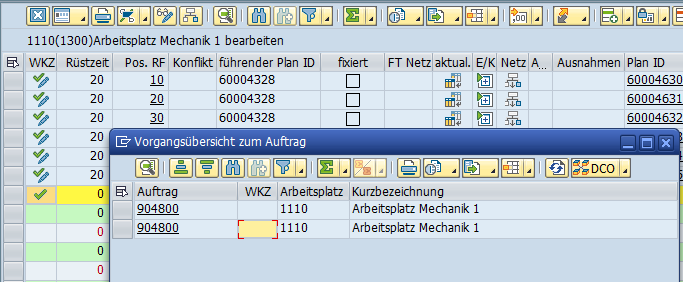 1110(1300)Arbeitsplatz Mechanik 1 bearbeiten
WKZ Rüstzeit Pos. RF Konflikt führender Plan ID fixiert FT Netz aktual. E/K Netz A... Ausnahmen Plan ID
20 10 60004328 60004630
20 20 60004328 60004631
20 30 60004328 60004632
20
20
20
0
0
0
0
0
Vorgangsübersicht zum Auftrag
DCO
Auftrag WKZ Arbeitsplatz Kurzbezeichnung
904800 1110 Arbeitsplatz Mechanik 1
904800 1110 Arbeitsplatz Mechanik 1